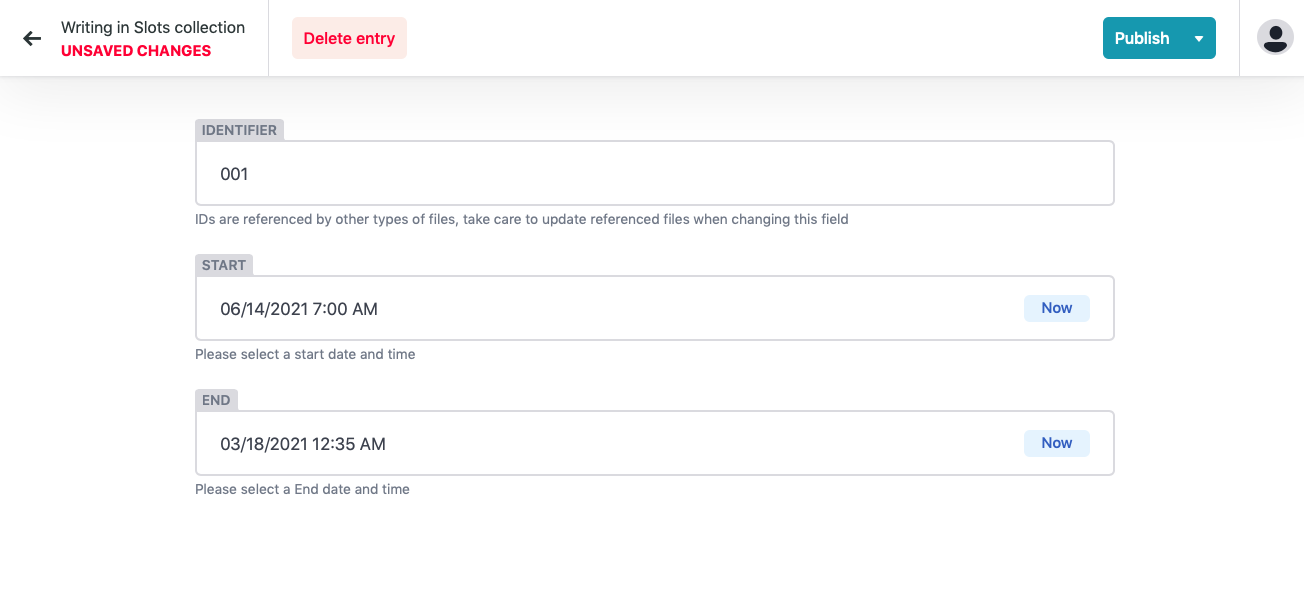 Writing in Slots collection
UNSAVED CHANGES
Delete entry
Publish
IDENTIFIER
001
IDs are referenced by other types of files, take care to update referenced files when changing this field
START
06/14/2021 7:00 AM
Now
Please select a start date and time
END
03/18/2021 12:35 AM
Now
Please select a End date and time